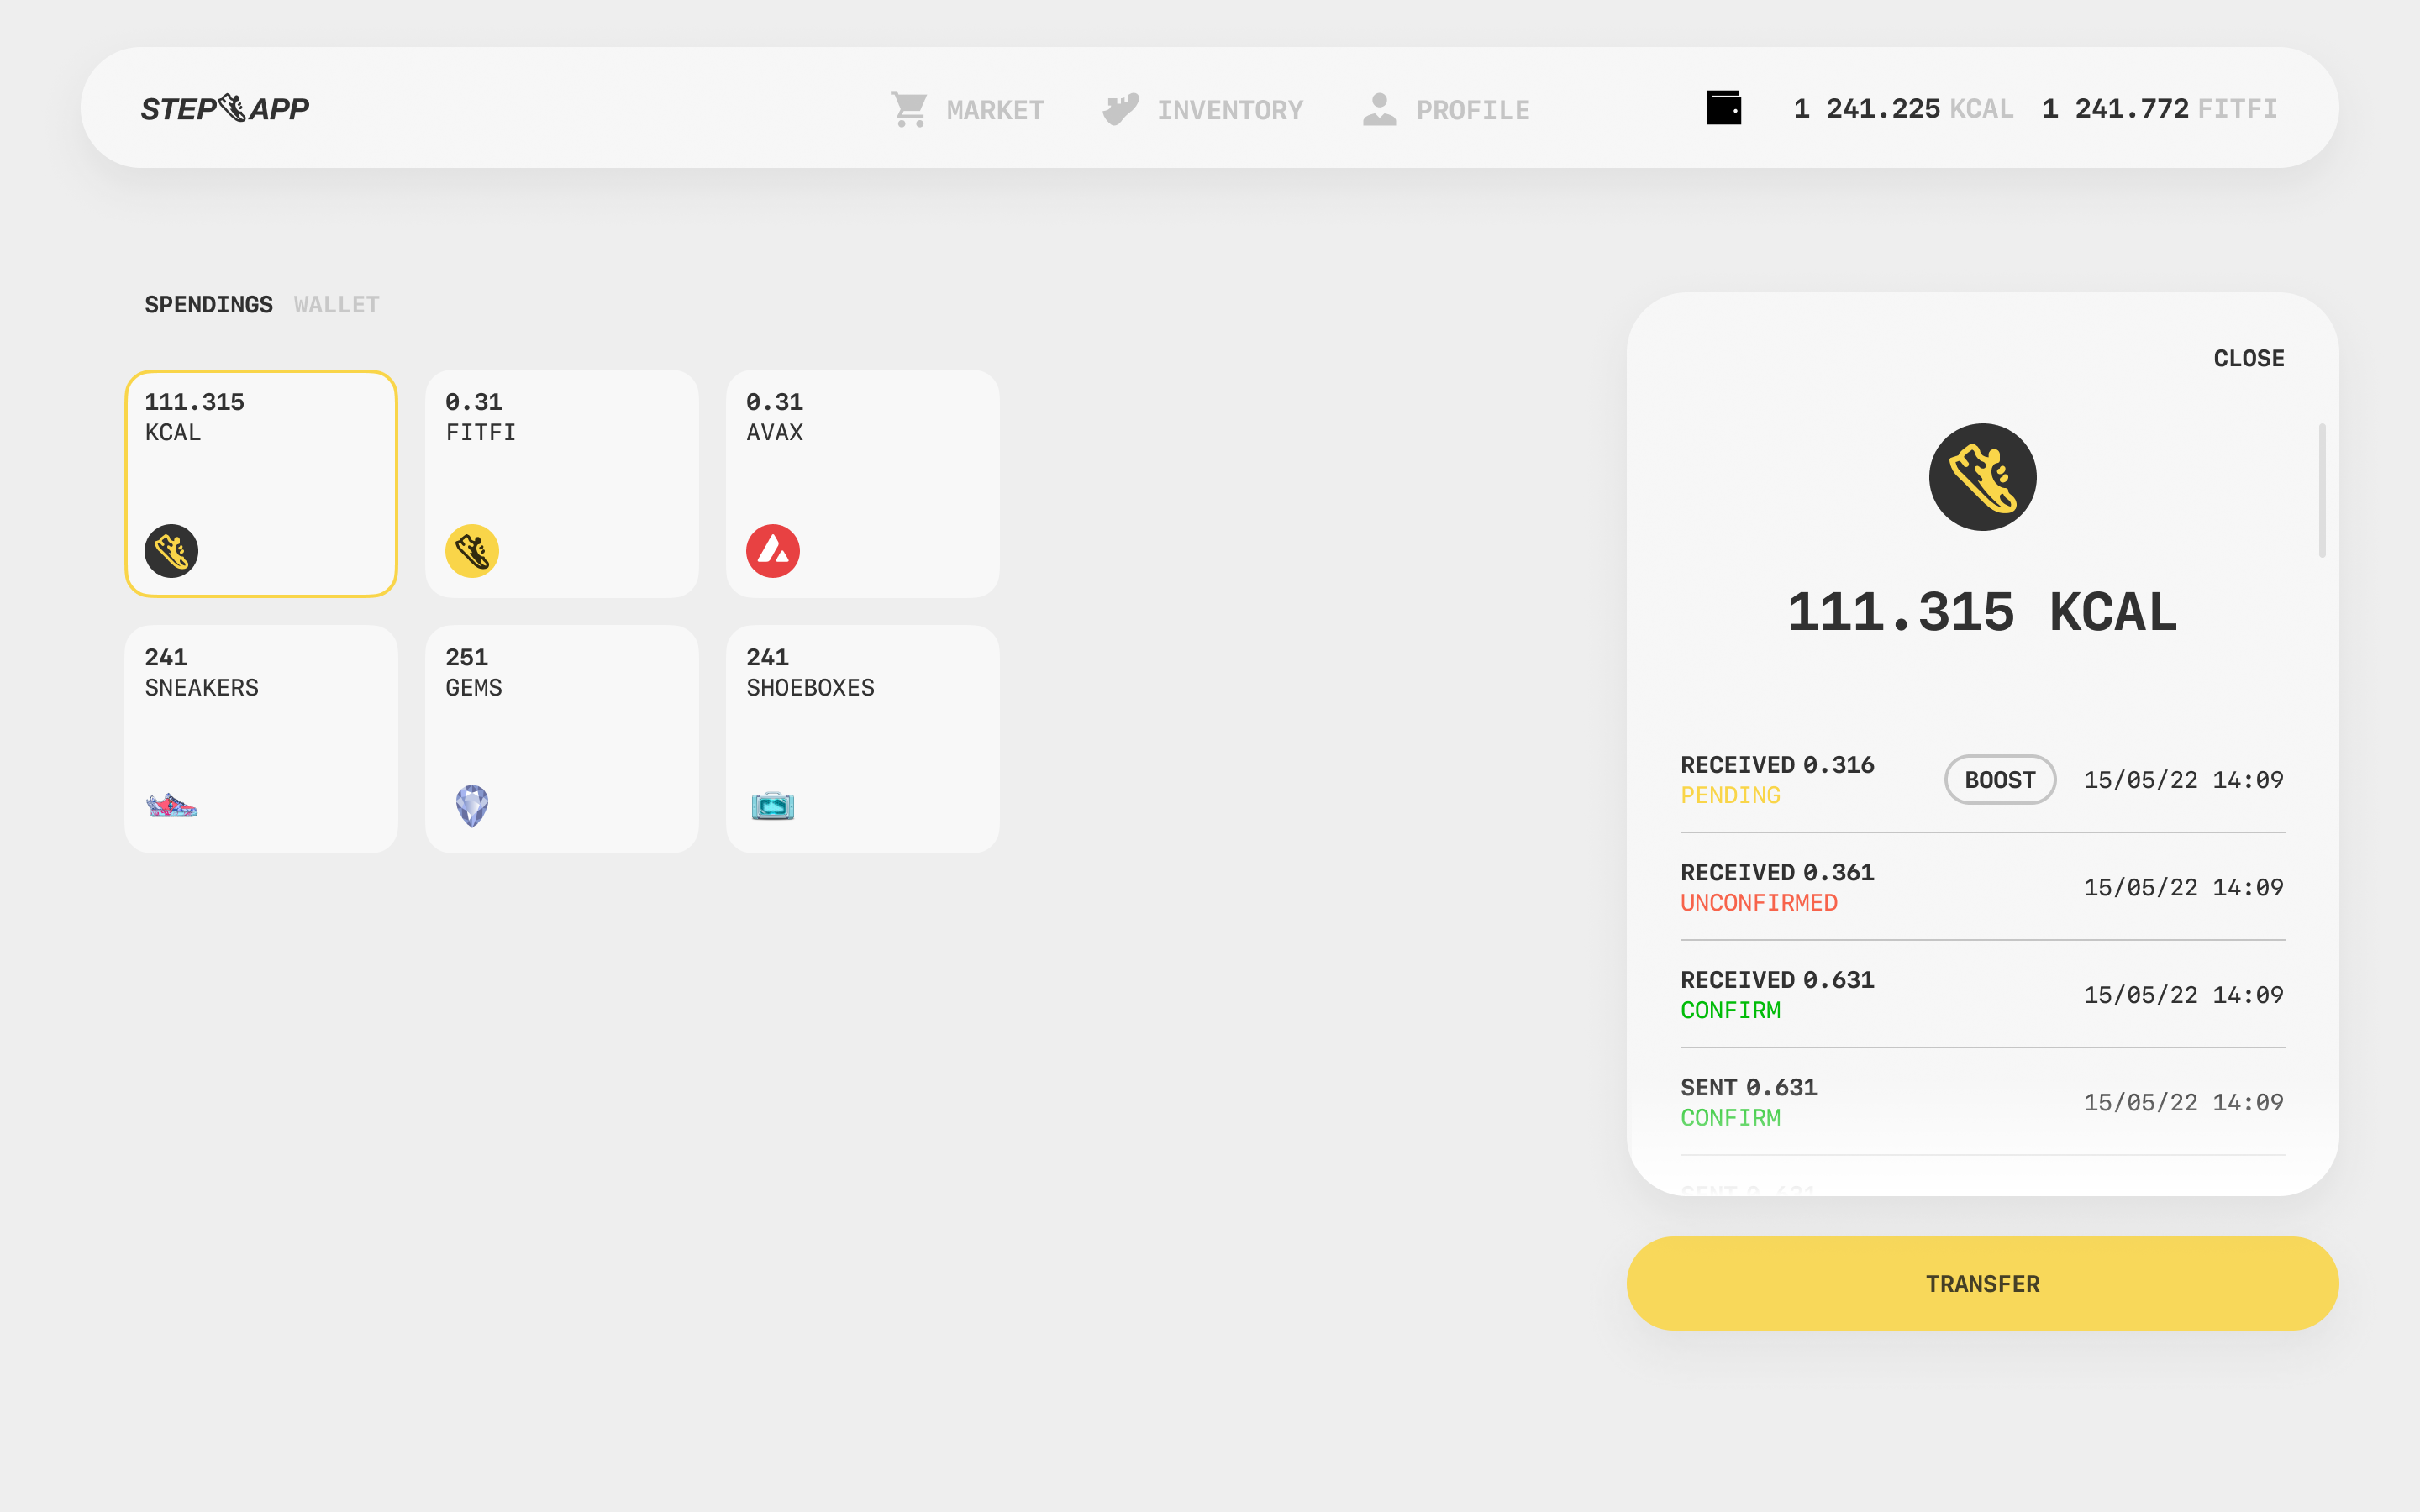 STEP APP
MARKET INVENTORY PROFILE
1 241.225 KCAL 1 241.772 FITFI
SPENDINGS WALLET
111.315
KCAL
0.31
FITFI
0.31
AVAX
241
SNEAKERS
251
GEMS
241
SHOEBOXES
CLOSE
111.315 KCAL
RECEIVED 0.316
PENDING
BOOST
15/05/22 14:09
RECEIVED 0.361
UNCONFIRMED
15/05/22 14:09
RECEIVED 0.631
CONFIRM
15/05/22 14:09
SENT 0.631
CONFIRM
15/05/22 14:09
SENT 0.631
TRANSFER